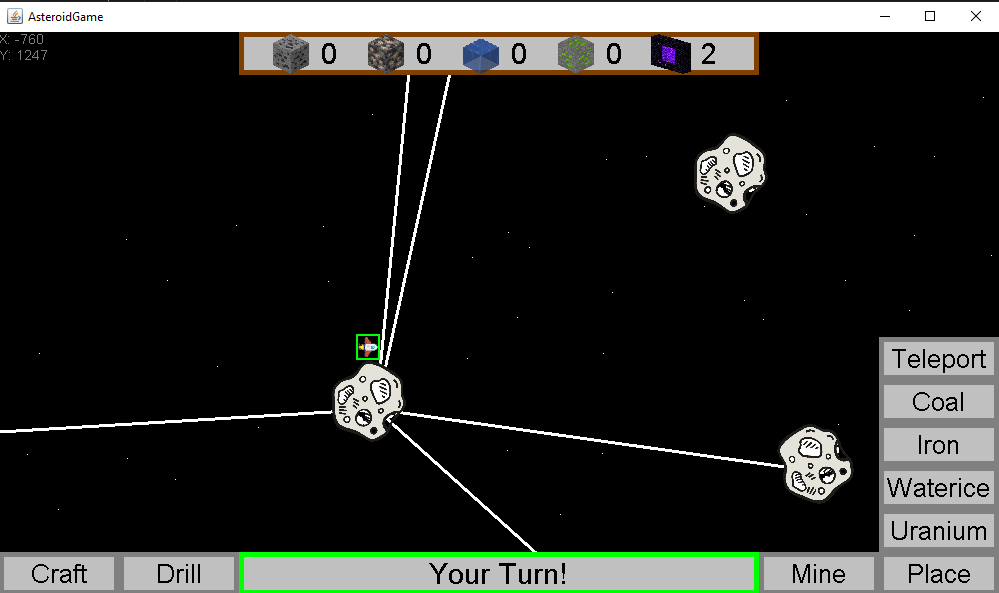 AsteroidGame
X: -760
Y: 1247
0 0 0 0 2
Teleport
Coal
Iron
Waterice
Uranium
Craft Drill Your Turn! Mine Place